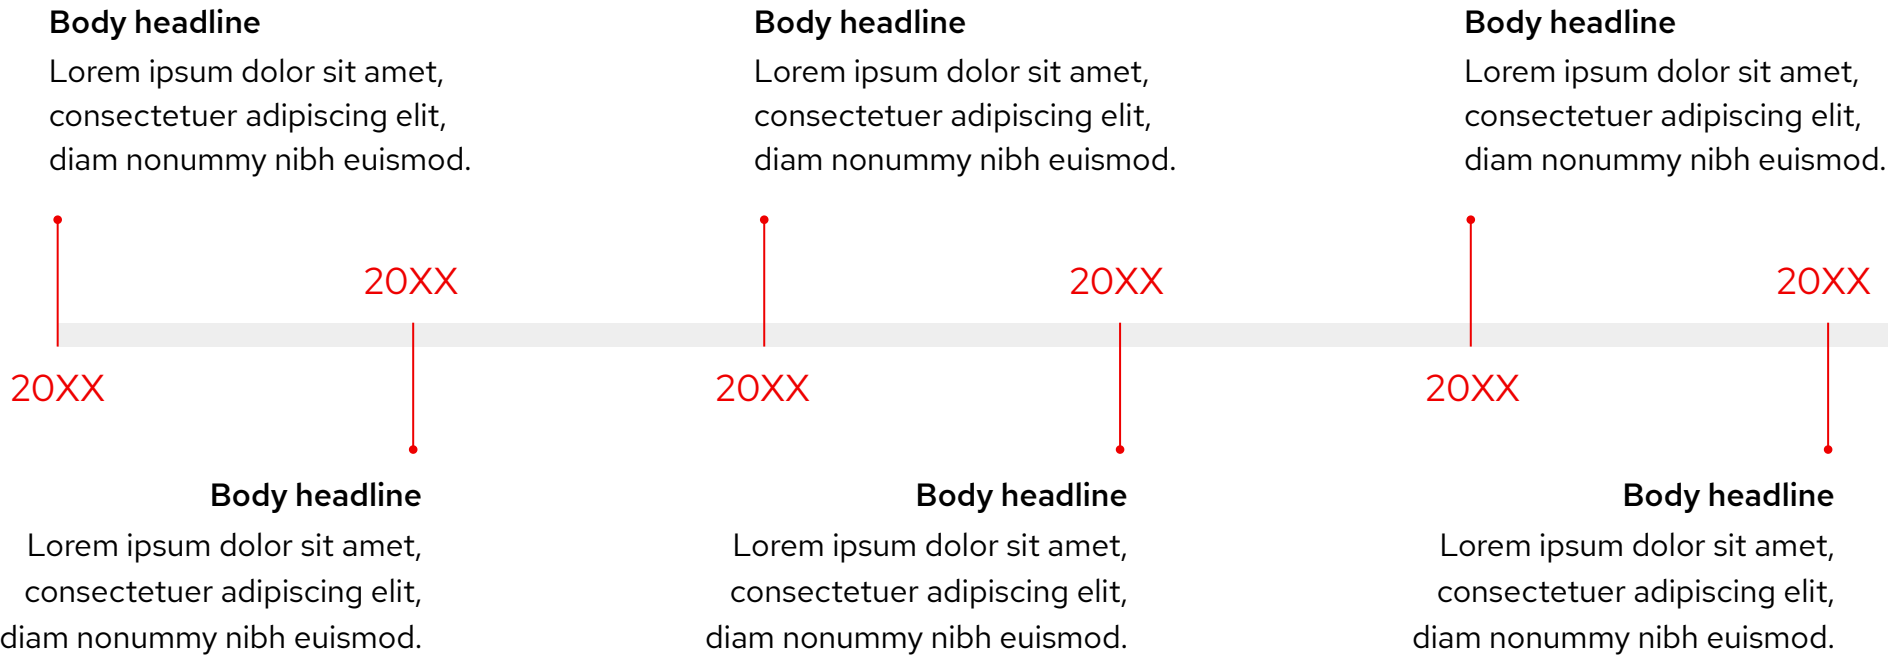 Body headline
Lorem ipsum dolor sit amet,
consectetuer adipiscing elit,
diam nonummy nibh euismod.
Body headline
Lorem ipsum dolor sit amet,
consectetuer adipiscing elit,
diam nonummy nibh euismod.
Body headline
Lorem ipsum dolor sit amet,
consectetuer adipiscing elit,
diam nonummy nibh euismod.
20XX
20XX
20XX
20XX
20XX
20XX
Body headline
Lorem ipsum dolor sit amet,
consectetuer adipiscing elit,
diam nonummy nibh euismod.
Body headline
Lorem ipsum dolor sit amet,
consectetuer adipiscing elit,
diam nonummy nibh euismod.
Body headline
Lorem ipsum dolor sit amet,
consectetuer adipiscing elit,
diam nonummy nibh euismod.